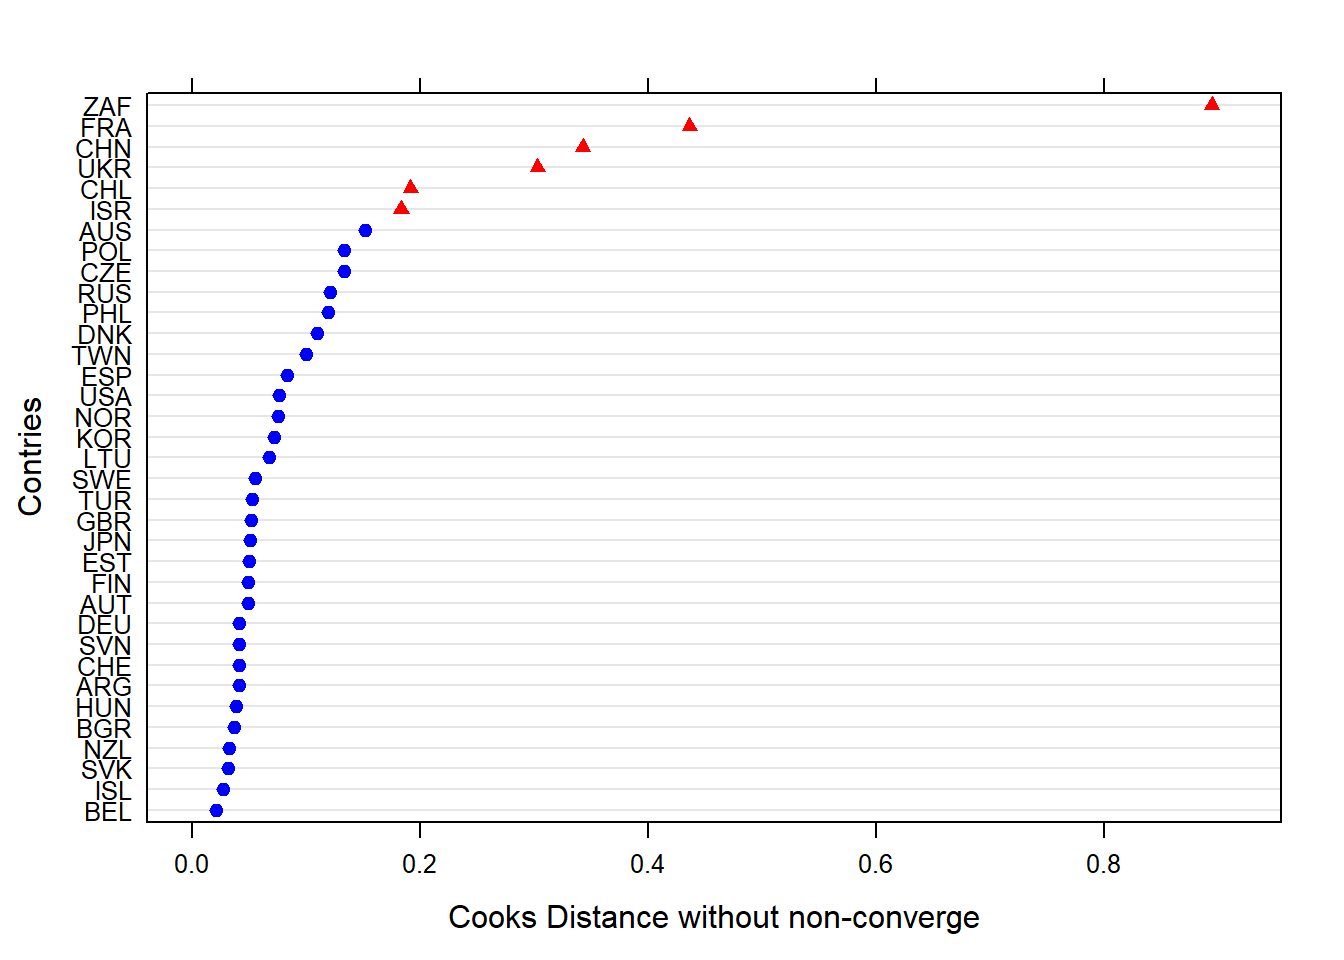 ZAF
FRA
CHN
UKR
CHL
ISR
AUS
POL
CZE
RUS
PHL
DNK
TWN
ESP
USA
NOR
KOR
LTU
SWE
TUR
GBR
JPN
EST
FIN
AUT
DEU
SVN
CHE
ARG
HUN
BGR
NZL
SVK
ISL
BEL
Contries
0.0 0.2 0.4 0.6 0.8
Cooks Distance without non-converge